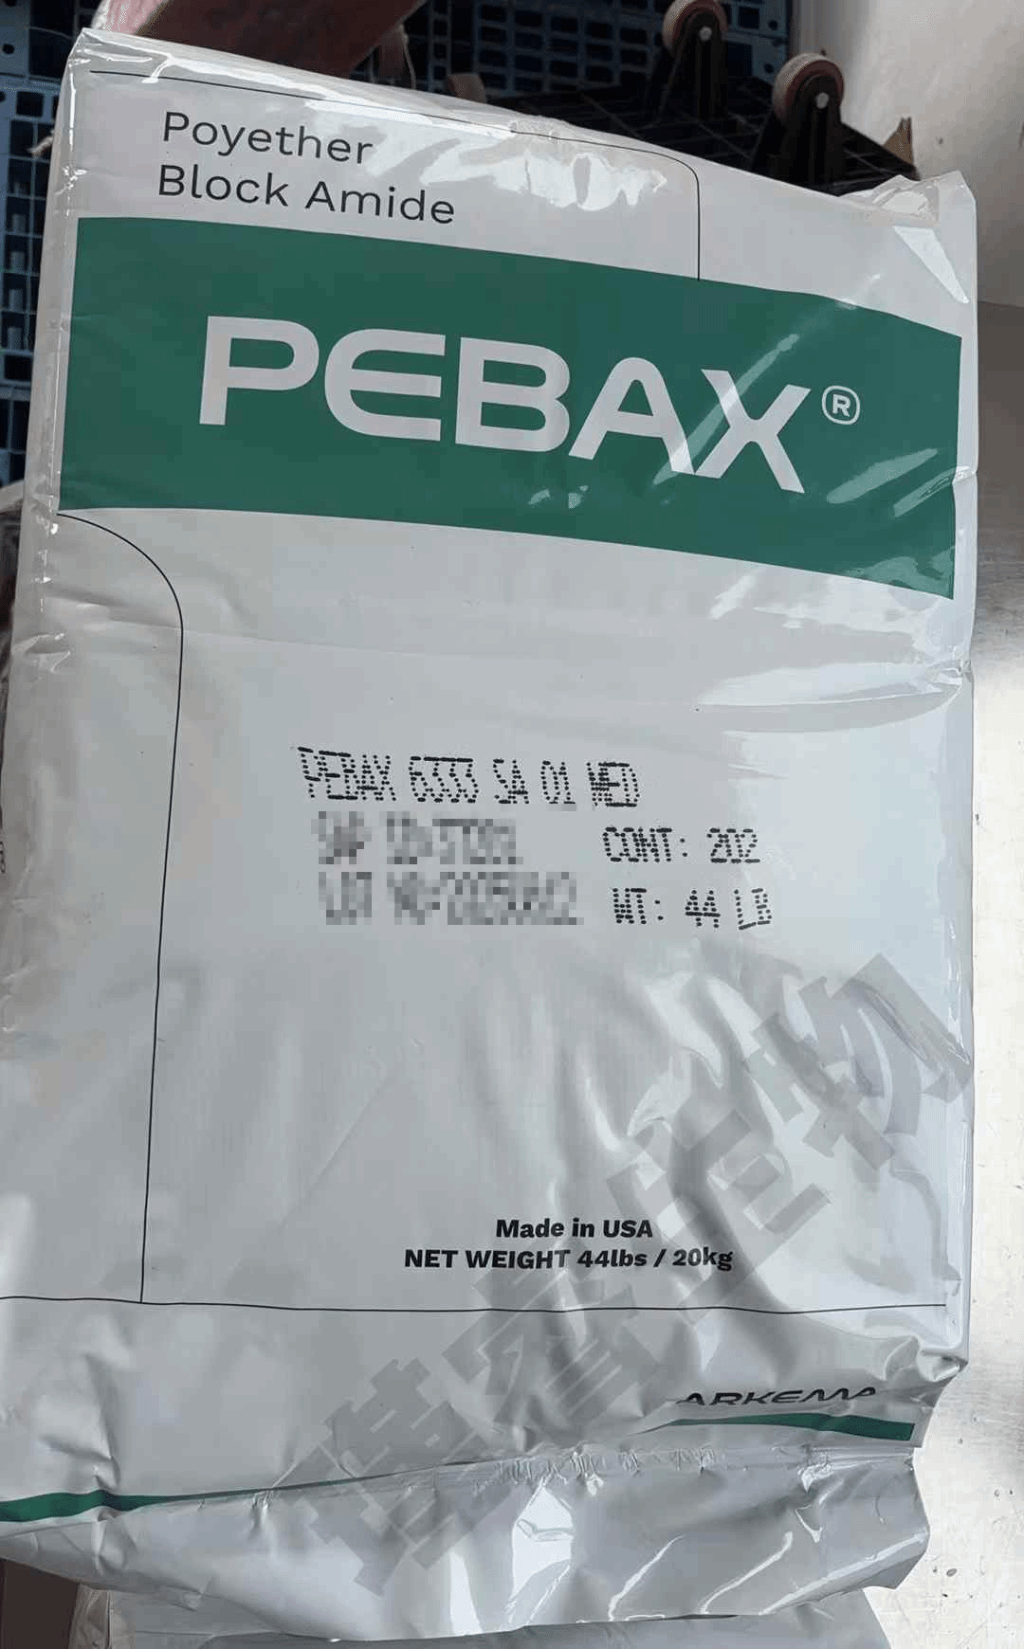 Poyether
Block Amide
PEBAX®
PEBAX 6333 SA 01 MED
CONT: 202
WT: 44 LB
Made in USA
NET WEIGHT 44lbs / 20kg
ARKEMA